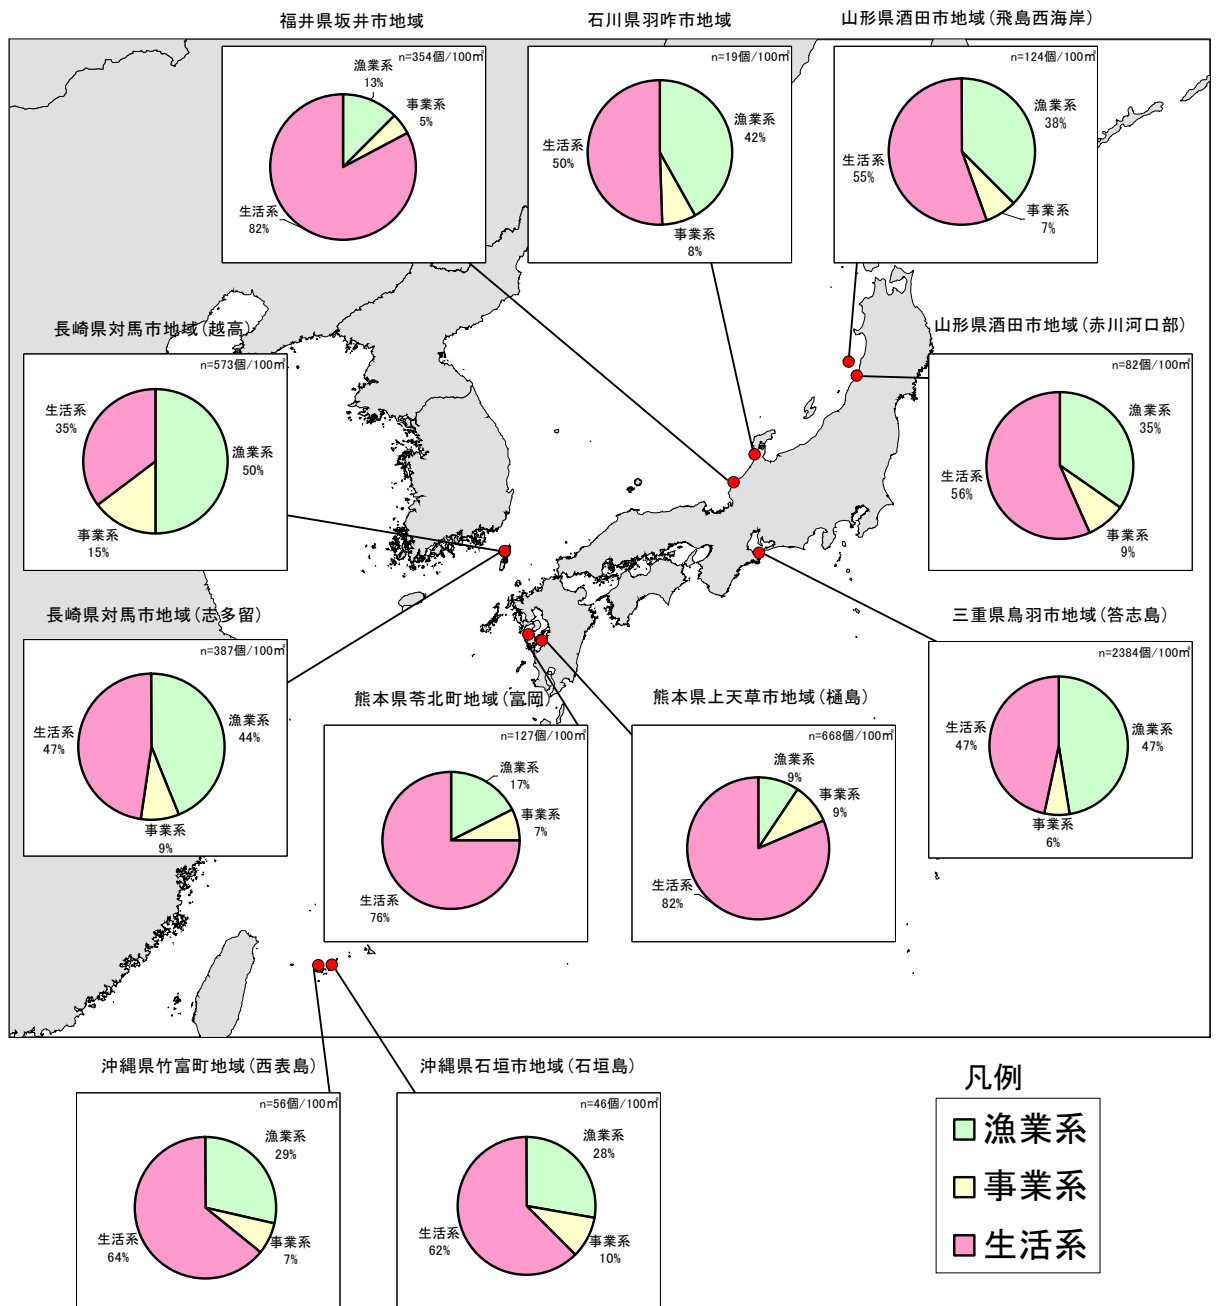 福井県坂井市地域
n=354個/100㎡
漁業系
13%
事業系
5%
生活系
82%
石川県羽咋市地域
n=19個/100㎡
漁業系
42%
生活系
50%
事業系
8%
山形県酒田市地域(飛島西海岸)
n=124個/100㎡
漁業系
38%
生活系
55%
事業系
7%
長崎県対馬市地域(越高)
n=573個/100㎡
生活系
35%
漁業系
50%
事業系
15%
山形県酒田市地域(赤川河口部)
n=82個/100㎡
漁業系
35%
生活系
56%
事業系
9%
長崎県対馬市地域(志多留)
n=387個/100㎡
漁業系
44%
生活系
47%
事業系
9%
熊本県苓北町地域(富岡)
n=127個/100㎡
漁業系
17%
事業系
7%
生活系
76%
熊本県上天草市地域(樋島)
n=668個/100㎡
漁業系
9%
事業系
9%
生活系
82%
三重県鳥羽市地域(答志島)
n=2384個/100㎡
生活系
47%
漁業系
47%
事業系
6%
沖縄県竹富町地域(西表島)
n=56個/100㎡
漁業系
29%
生活系
64%
事業系
7%
沖縄県石垣市地域(石垣島)
n=46個/100㎡
漁業系
28%
生活系
62%
事業系
10%
凡例
漁業系
事業系
生活系